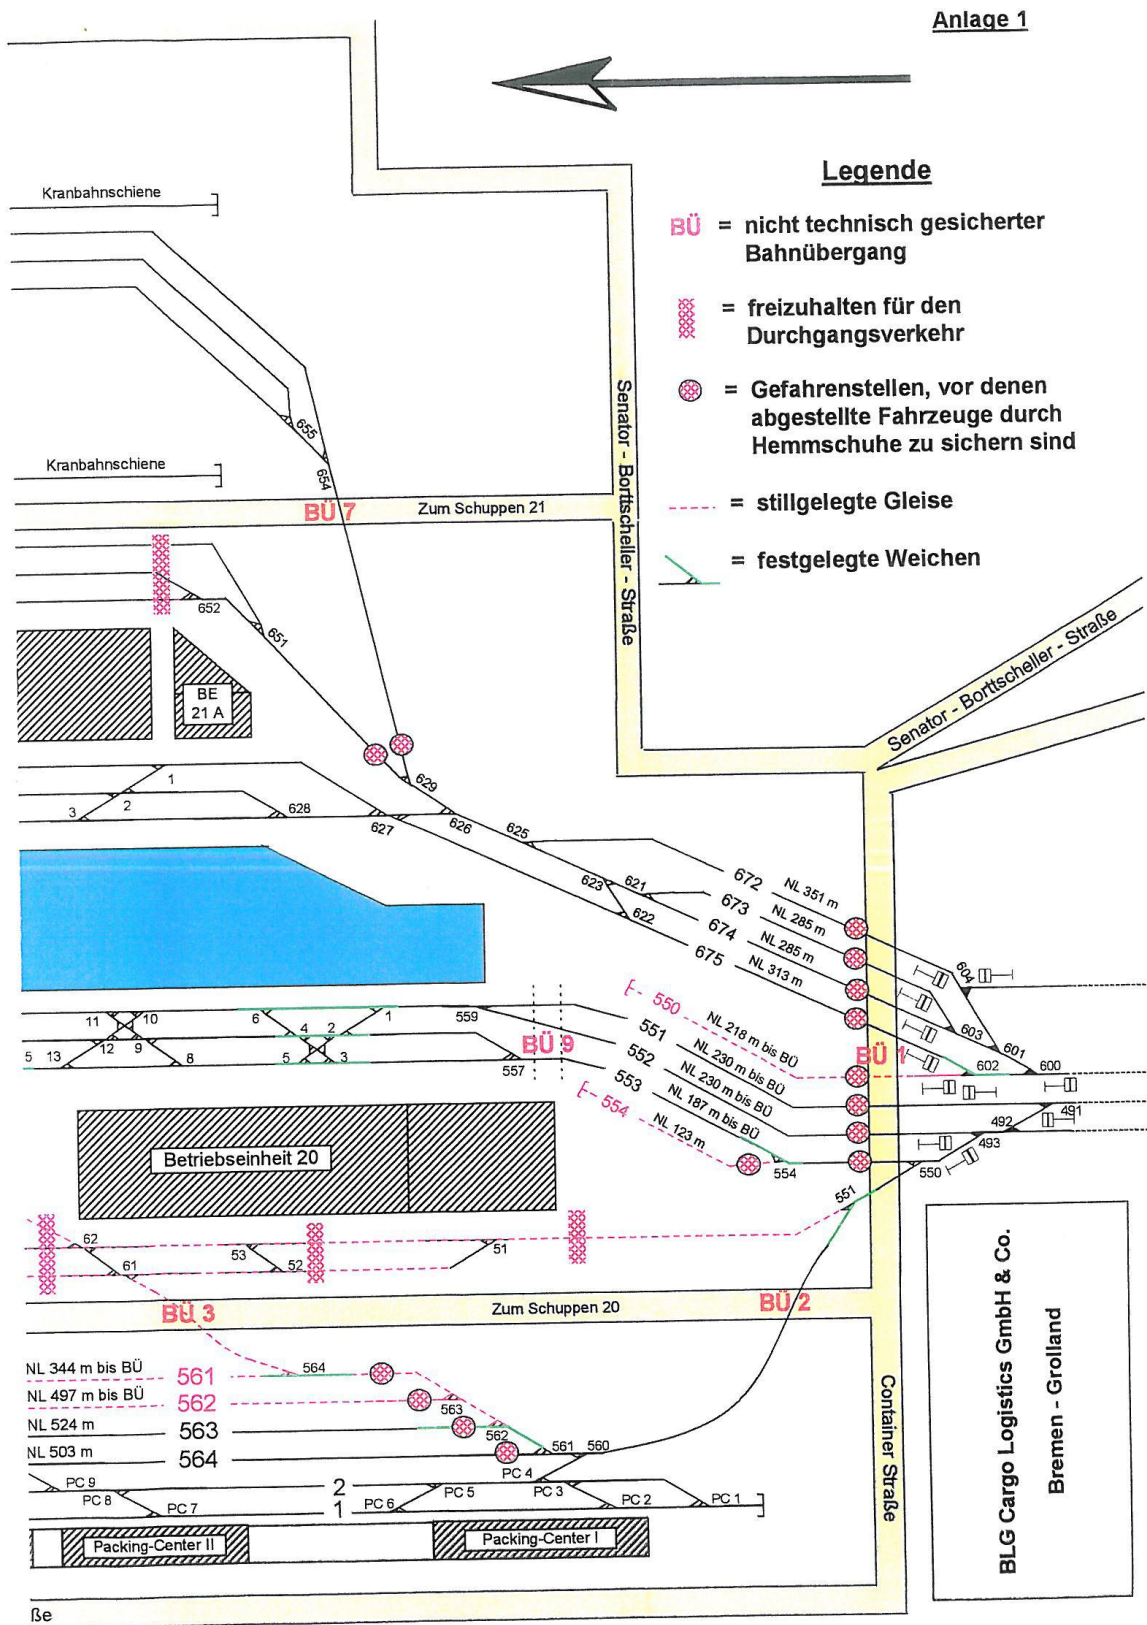 Anlage 1
Legende
BÜ = nicht technisch gesicherter
Bahnübergang
= freizuhalten für den
Durchgangsverkehr
= Gefahrenstellen, vor denen
abgestellte Fahrzeuge durch
Hemmschuhe zu sichern sind
= stillgelegte Gleise
= festgelegte Weichen
Kranbahnschiene
655
654
Kranbahnschiene
BÜ 7
Zum Schuppen 21
Senator - Borttscheller - Straße
Senator - Borttscheller - Straße
652
651
BE
21 A
629
1
2
3
628
627
626
625
623
621
622
672
NL 351 m
673
NL 285 m
674
NL 285 m
675
NL 313 m
604
603
601
602
600
BÜ 1
550
NL 218 m bis BÜ
551
NL 230 m bis BÜ
552
NL 230 m bis BÜ
553
NL 187 m bis BÜ
554
NL 123 m
11
10
6
1
559
4
2
12
9
5
13
8
5
3
557
BÜ 9
491
492
493
550
554
551
Betriebseinheit 20
62
53
51
61
52
BÜ 3
Zum Schuppen 20
BÜ 2
NL 344 m bis BÜ
561
564
NL 497 m bis BÜ
562
563
NL 524 m
563
562
NL 503 m
564
561
560
PC 9
2
PC 4
PC 8
PC 7
1
PC 6
PC 5
PC 3
PC 2
PC 1
Packing-Center II
Packing-Center I
Container Straße
BLG Cargo Logistics GmbH & Co.
Bremen - Grolland
ße